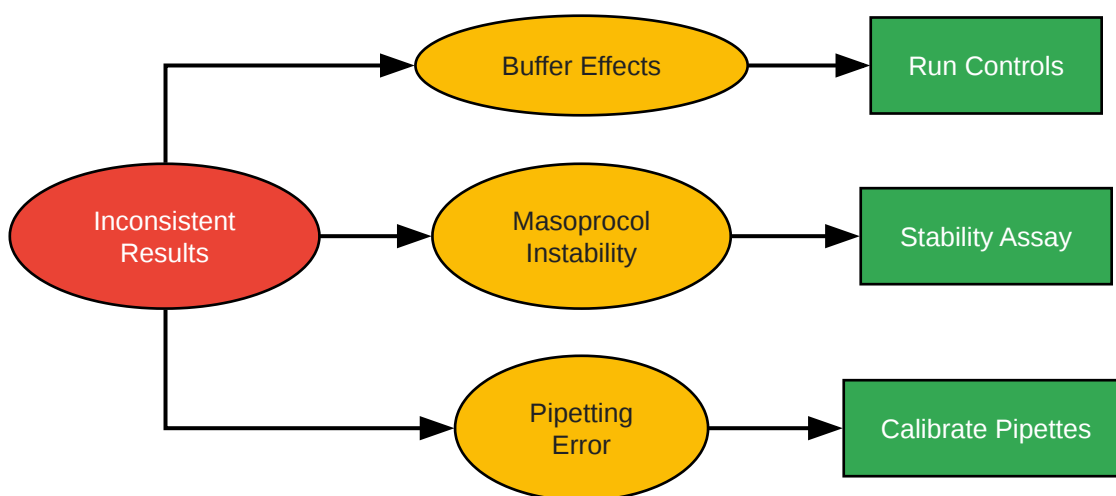 Buffer Effects
Run Controls
Inconsistent
Results
Masoprocol
Instability
Stability Assay
Pipetting
Error
Calibrate Pipettes